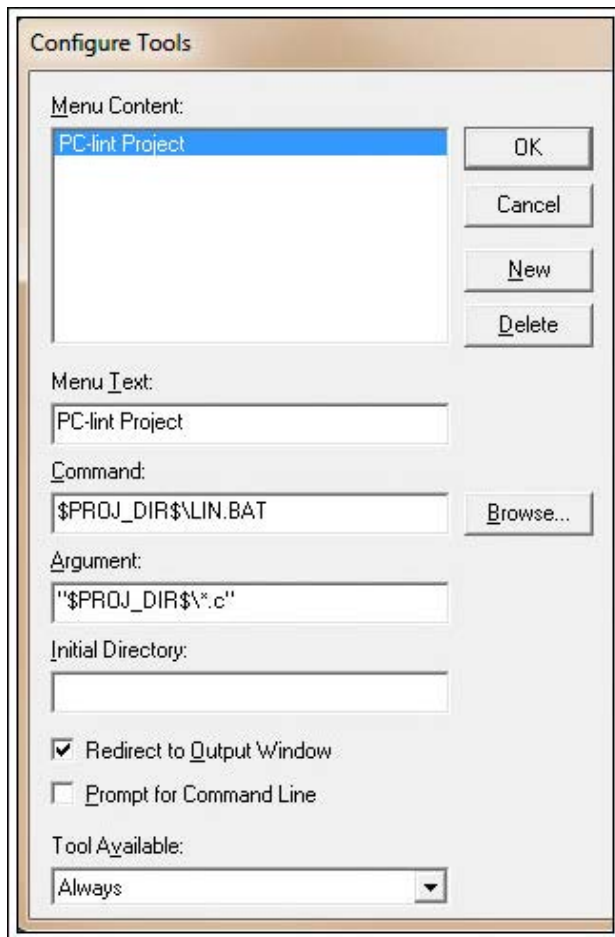 Configure Tools
Menu Content:
PC-lint Project
OK
Cancel
New
Delete
Menu Text:
PC-lint Project
Command:
$PROJ_DIR$\LIN.BAT
Browse...
Argument:
"$PROJ_DIR$\*.c"
Initial Directory:
Redirect to Output Window
Prompt for Command Line
Tool Available:
Always